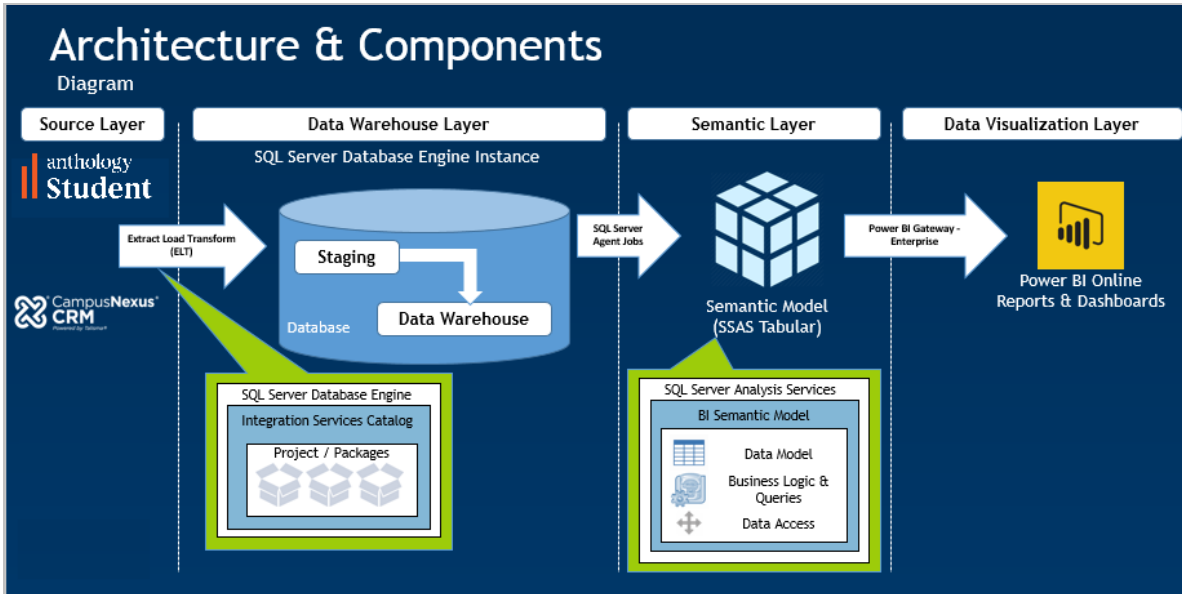 Architecture & Components
Diagram
Source Layer
Data Warehouse Layer
Semantic Layer
Data Visualization Layer
anthology
Student
SQL Server Database Engine Instance
Extract Load Transform
(ELT)
Staging
Data Warehouse
Database
SQL Server
Agent Jobs
Semantic Model
(SSAS Tabular)
Power BI Gateway -
Enterprise
Power BI Online
Reports & Dashboards
CampusNexus®
CRM
Powered by Talisma®
SQL Server Database Engine
Integration Services Catalog
Project / Packages
SQL Server Analysis Services
BI Semantic Model
Data Model
Business Logic &
Queries
Data Access